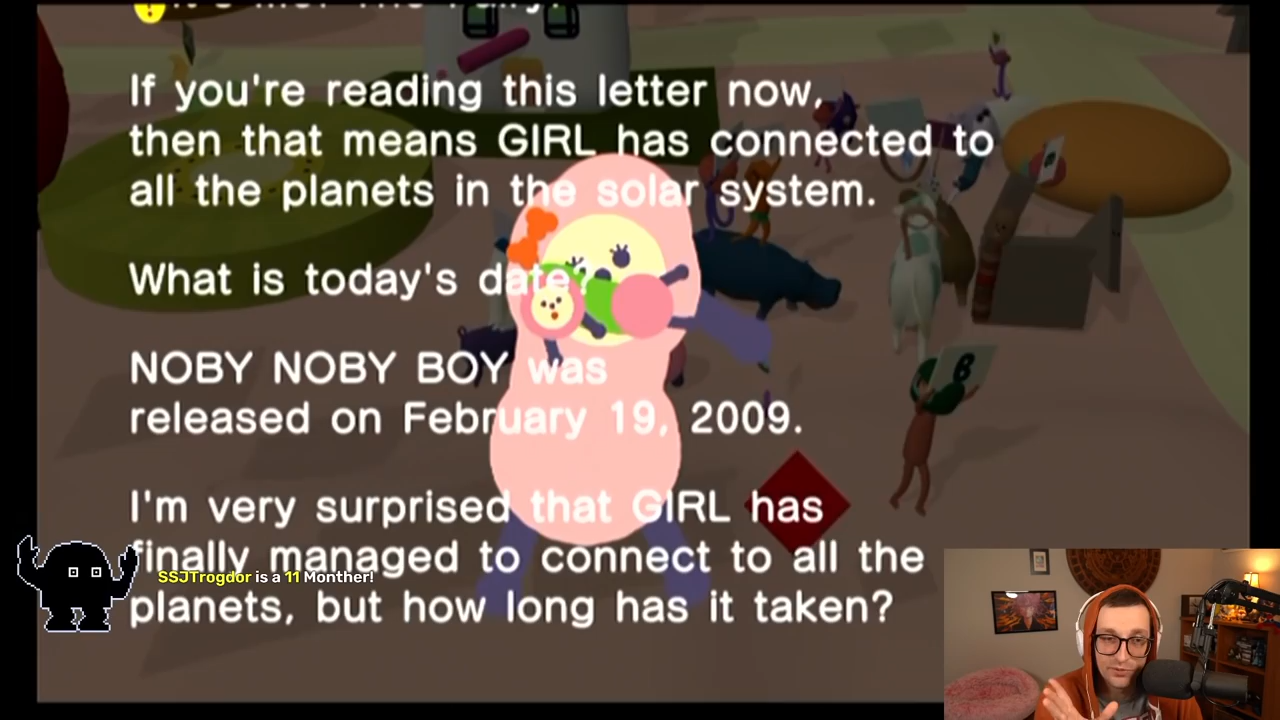 If you're reading this letter now,
then that means GIRL has connected to
all the planets in the solar system.
What is today's date?
NOBY NOBY BOY was
released on February 19, 2009.
I'm very surprised that GIRL has
finally managed to connect to all the
planets, but how long has it taken?
SSJTrogdor is a 11 Monther!
B